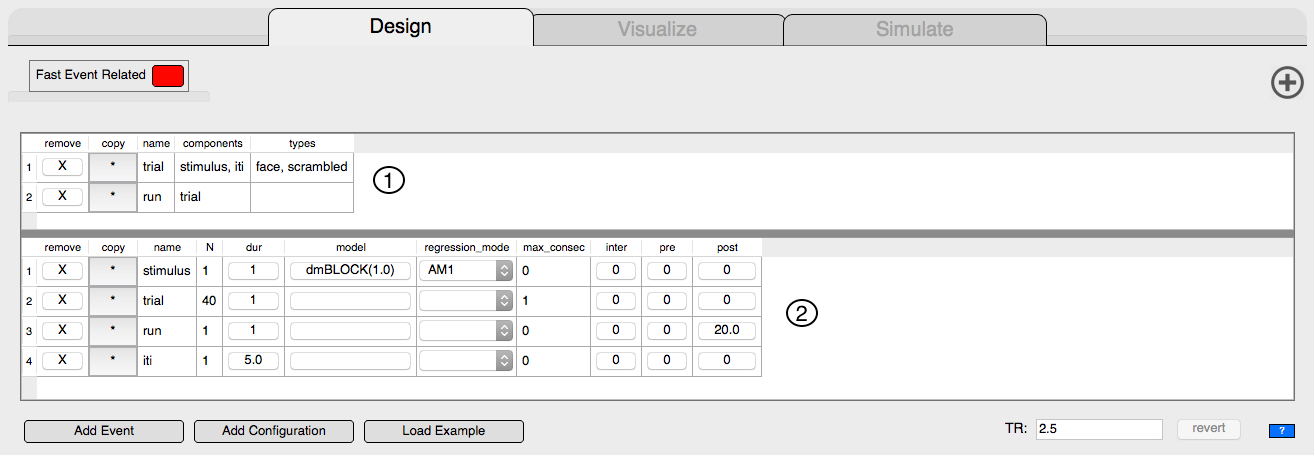 Design Visualize Simulate
Fast Event Related
remove copy name components types
1 X * trial stimulus, iti face, scrambled
2 X * run trial
1
remove copy name N dur model regression_mode max_consec inter pre post
1 X * stimulus 1 1 dmBLOCK(1.0) AM1 0 0 0 0
2 X * trial 40 1 1 0 0 0
3 X * run 1 1 0 0 0 20.0
4 X * iti 1 5.0 0 0 0 0
2
Add Event Add Configuration Load Example TR: 2.5 revert ?